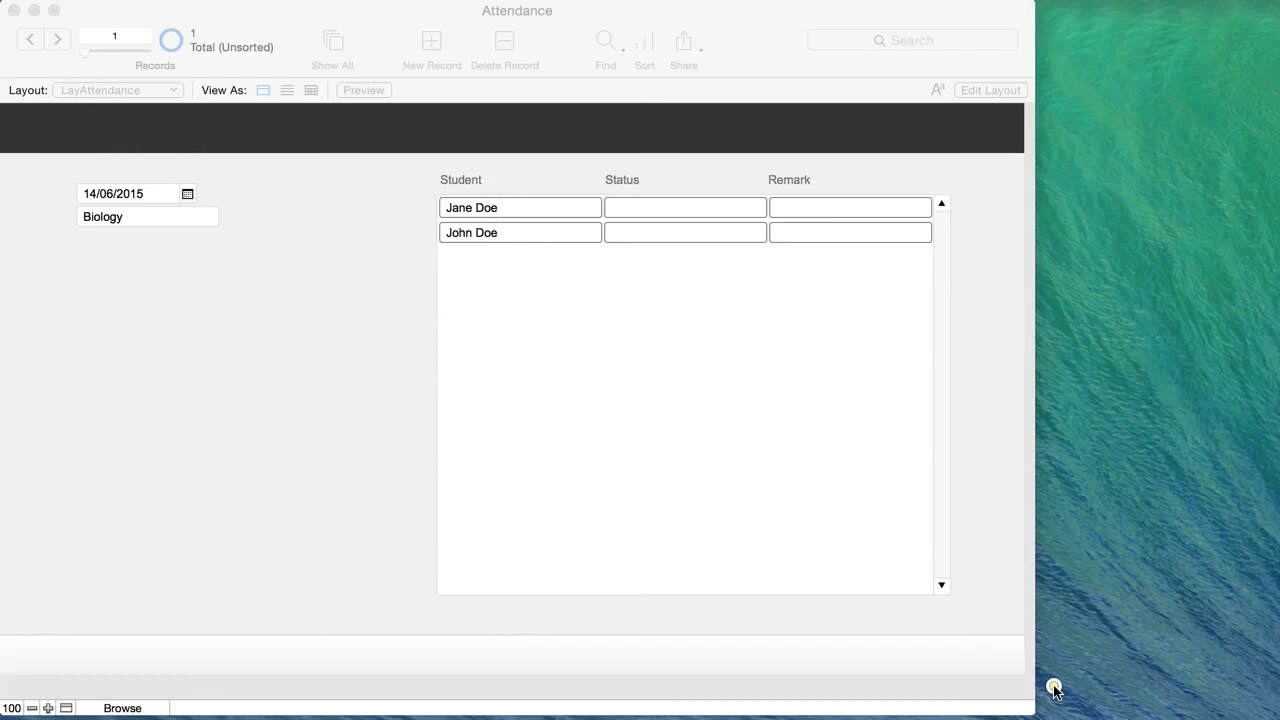 Attendance
1
1
Total (Unsorted)
Records
Show All
New Record
Delete Record
Find
Sort
Share
Search
Layout:
LayAttendance
View As:
Preview
Aa
Edit Layout
14/06/2015
Biology
Student Status Remark
Jane Doe
John Doe
100
Browse